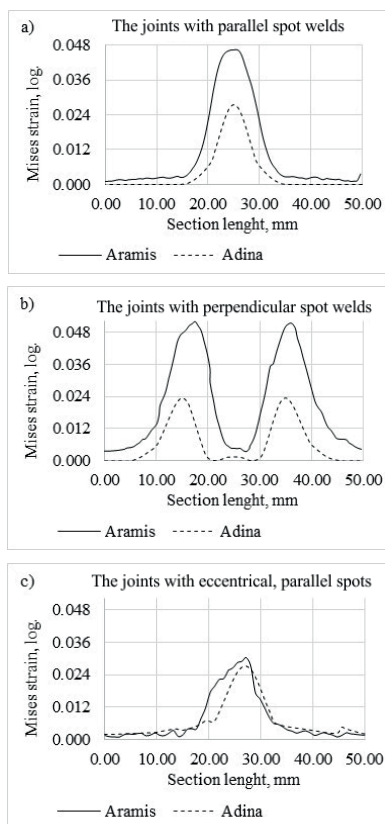 a) The joints with parallel spot welds
Mises strain, log.
0.048
0.036
0.024
0.012
0.000
0.00 10.00 20.00 30.00 40.00 50.00
Section lenght, mm
Aramis Adina
b) The joints with perpendicular spot welds
Mises strain, log.
0.048
0.036
0.024
0.012
0.000
0.00 10.00 20.00 30.00 40.00 50.00
Section lenght, mm
Aramis Adina
c) The joints with eccentrical, parallel spots
Mises strain, log.
0.048
0.036
0.024
0.012
0.000
0.00 10.00 20.00 30.00 40.00 50.00
Section lenght, mm
Aramis Adina